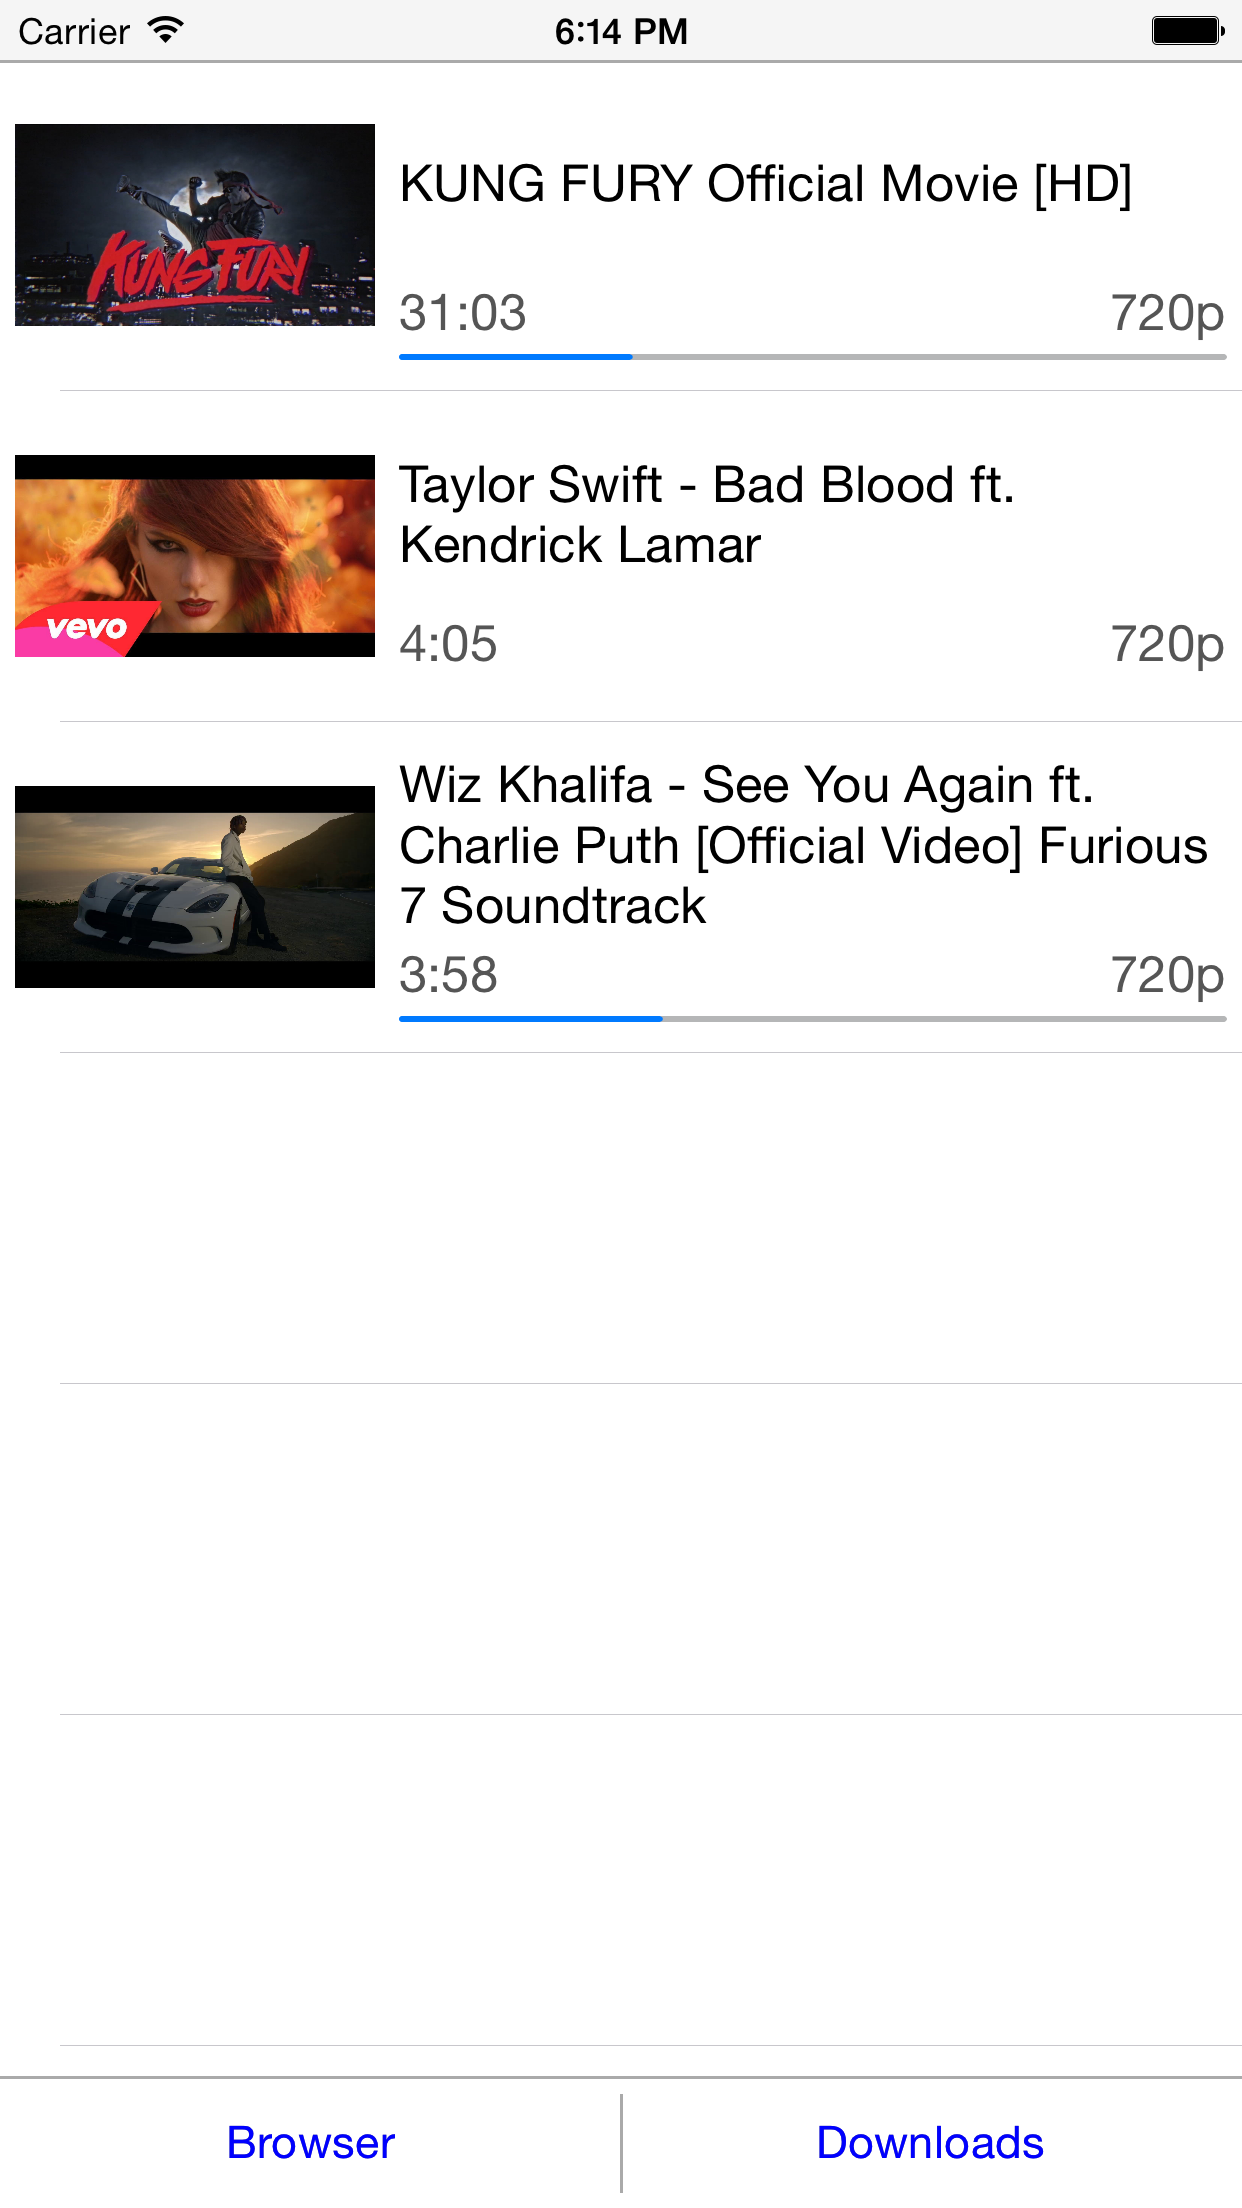 Carrier 6:14 PM
KUNG FURY
KUNG FURY Official Movie [HD]
31:03 720p
vevo
Taylor Swift - Bad Blood ft.
Kendrick Lamar
4:05 720p
Wiz Khalifa - See You Again ft.
Charlie Puth [Official Video] Furious
7 Soundtrack
3:58 720p
Browser Downloads